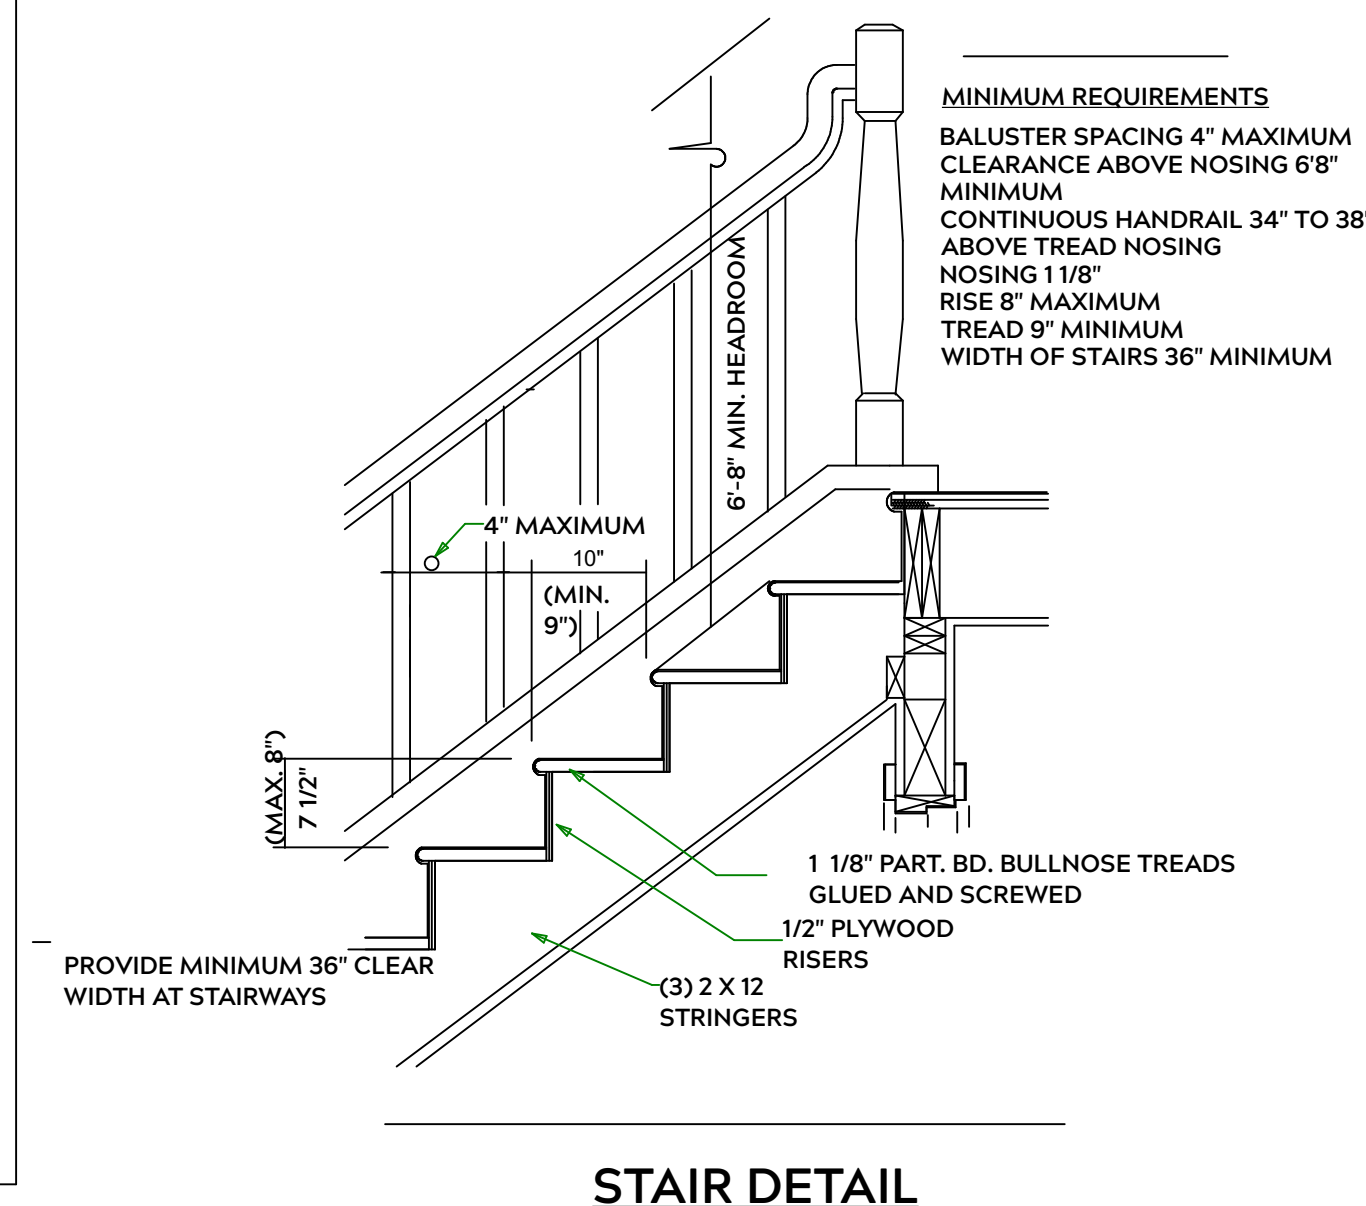 MINIMUM REQUIREMENTS
BALUSTER SPACING 4" MAXIMUM
CLEARANCE ABOVE NOSING 6'8"
MINIMUM
CONTINUOUS HANDRAIL 34" TO 38"
ABOVE TREAD NOSING
NOSING 1 1/8"
RISE 8" MAXIMUM
TREAD 9" MINIMUM
WIDTH OF STAIRS 36" MINIMUM
6'-8" MIN. HEADROOM
4" MAXIMUM
10"
(MIN.
9")
(MAX. 8")
7 1/2"
1 1/8" PART. BD. BULLNOSE TREADS
GLUED AND SCREWED
1/2" PLYWOOD
RISERS
PROVIDE MINIMUM 36" CLEAR
WIDTH AT STAIRWAYS
(3) 2 X 12
STRINGERS
STAIR DETAIL